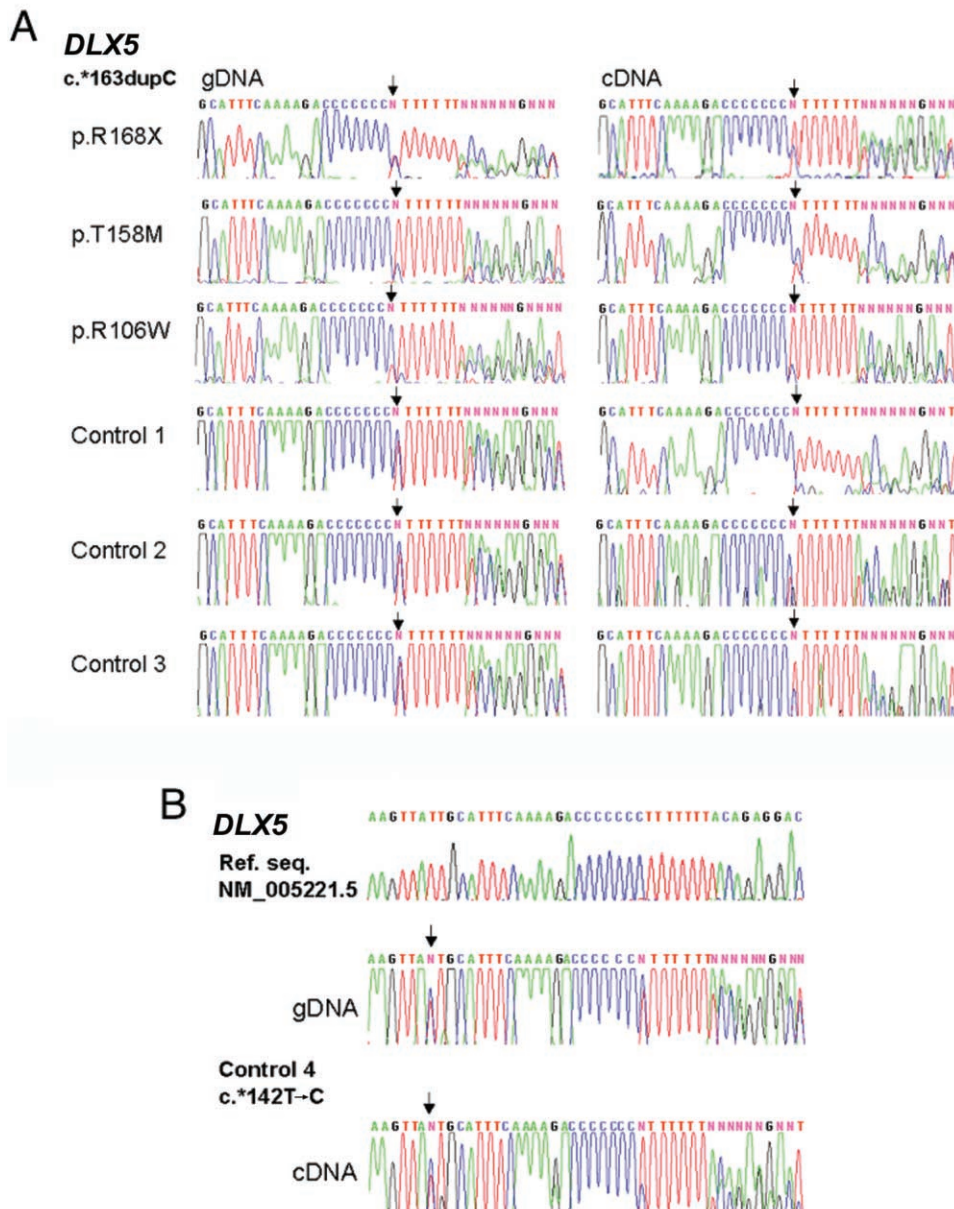 A
DLX5
c.*163dupC
gDNA
cDNA
p.R168X
GCATTTCAAAAGACCCCCCCNTTTTTTNNNNNNGNNN
GCATTTCAAAAGACCCCCCCNTTTTTTNNNNNNGNNN
p.T158M
GCATTTCAAAAGACCCCCCCNTTTTTTNNNNNNGNNN
GCATTTCAAAAGACCCCCCCNTTTTTTNNNNNNGNNN
p.R106W
GCATTTCAAAAGACCCCCCCNTTTTTTNNNNNNGNNN
GCATTTCAAAAGACCCCCCCNTTTTTTNNNNNNGNNN
Control 1
GCATTTCAAAAGACCCCCCCNTTTTTTNNNNNNGNNN
GCATTTCAAAAGACCCCCCCNTTTTTTNNNNNNGNNT
Control 2
GCATTTCAAAAGACCCCCCCNTTTTTTNNNNNNGNNN
GCATTTCAAAAGACCCCCCCNTTTTTTNNNNNNGNNT
Control 3
GCATTTCAAAAGACCCCCCCNTTTTTTNNNNNNGNNN
GCATTTCAAAAGACCCCCCCNTTTTTTNNNNNNGNNN
B
DLX5
AAGTTATTGCATTTCAAAAGACCCCCCCTTTTTTTACAGAGGAC
Ref. seq.
NM_005221.5
AAGTTANTGCATTTCAAAAGACCCCCCNTTTTTTNNNNNNGNNN
gDNA
Control 4
c.*142T→C
AAGTTANTGCATTTCAAAAGACCCCCCCNTTTTTTNNNNNNGNNT
cDNA